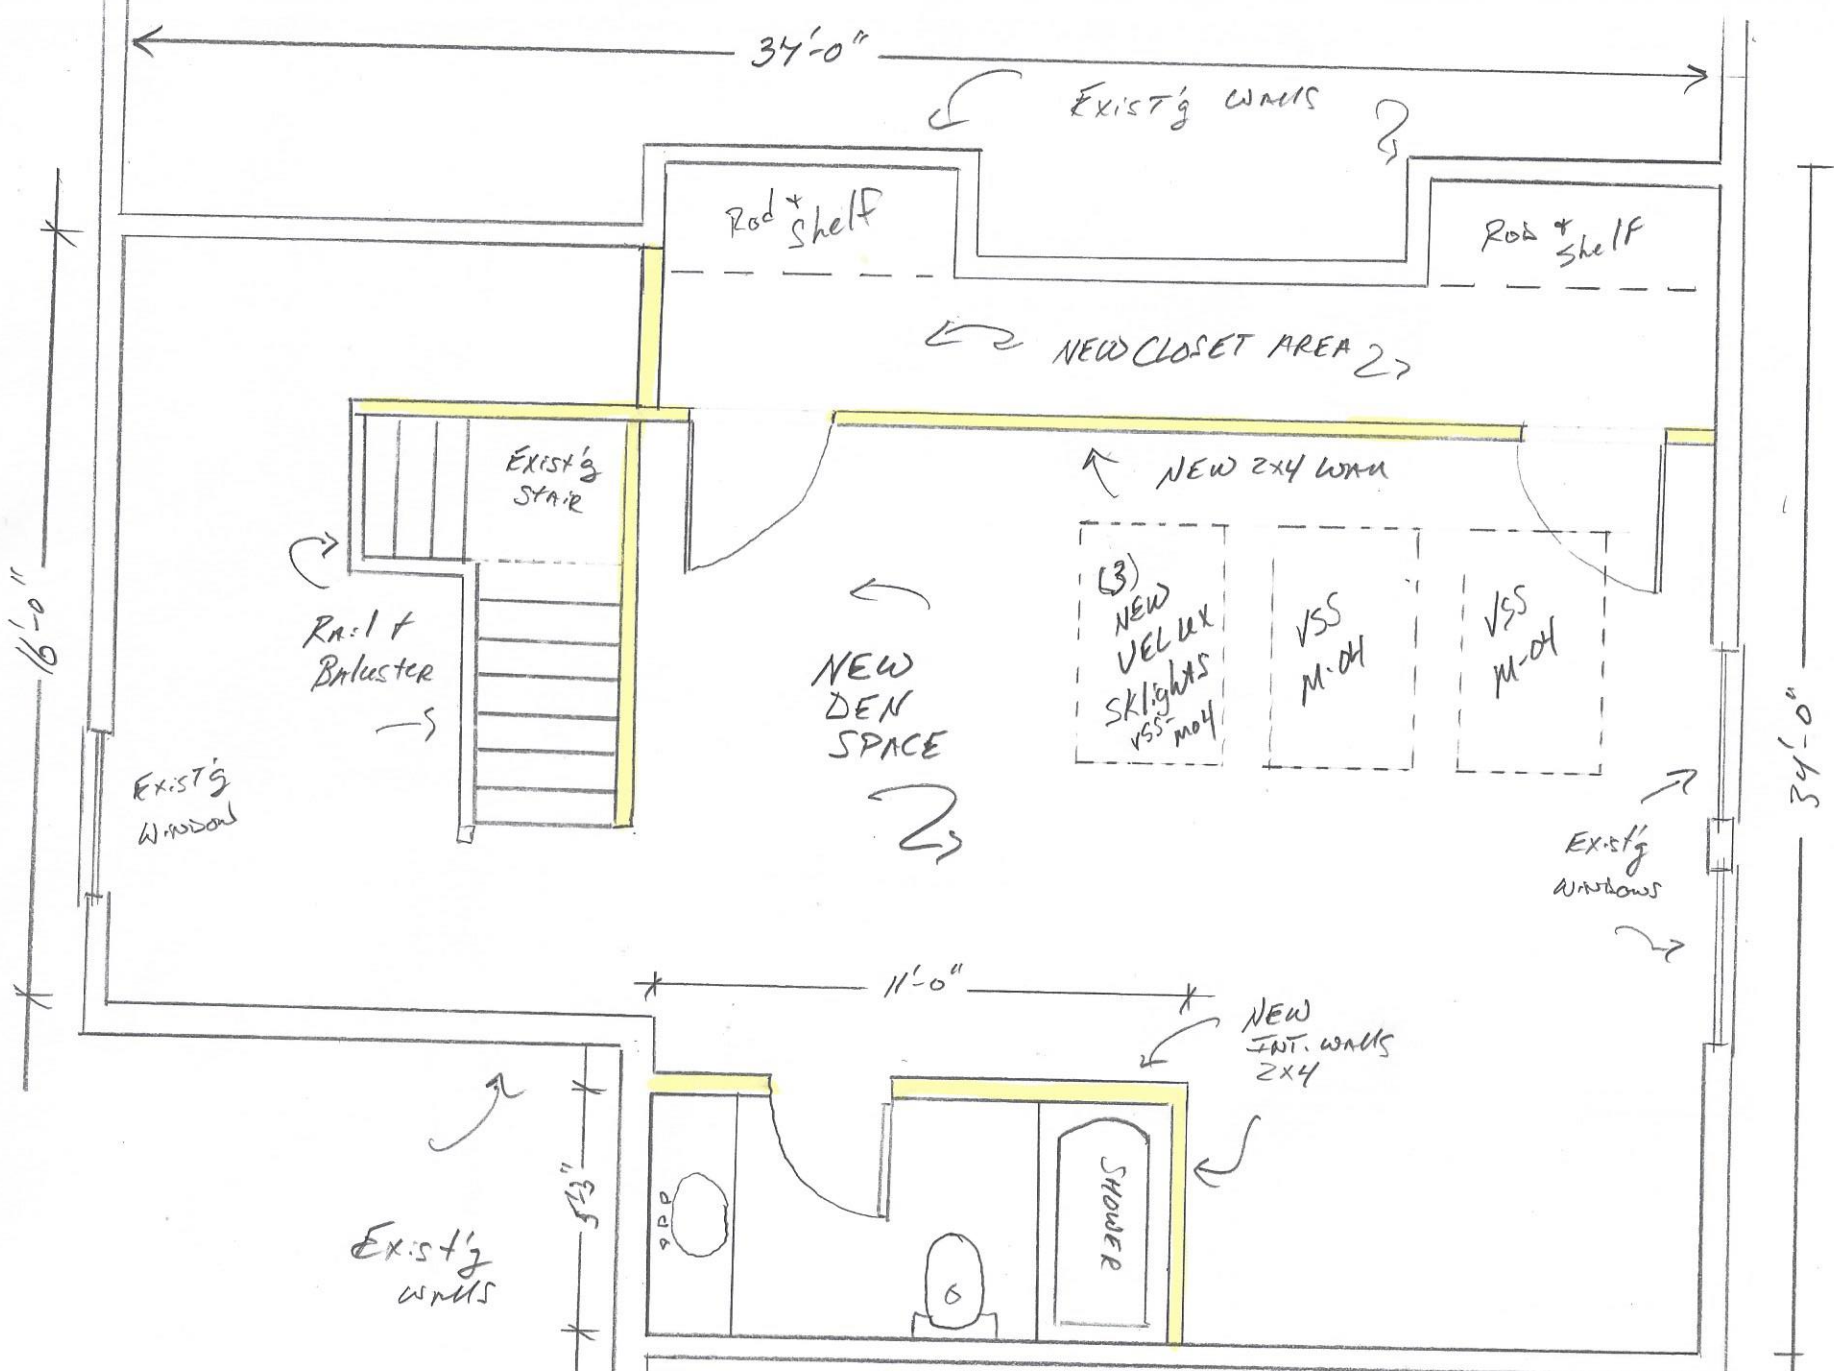 34'-0"
EXIST'G WALLS
Rod + Shelf
Rod + Shelf
NEW CLOSET AREA
EXIST'G
STAIR
NEW 2x4 WALL
16'-0"
Rail +
Baluster
(3)
NEW
VELUX
SKlights
VSS-M04
VSS
M-04
VSS
M-04
NEW
DEN
SPACE
34'-0"
EXIST'G
WINDOW
EXIST'G
WINDOWS
11'-0"
NEW
INT. WALLS
2x4
5'-3"
SHOWER
EXIST'G
WALLS